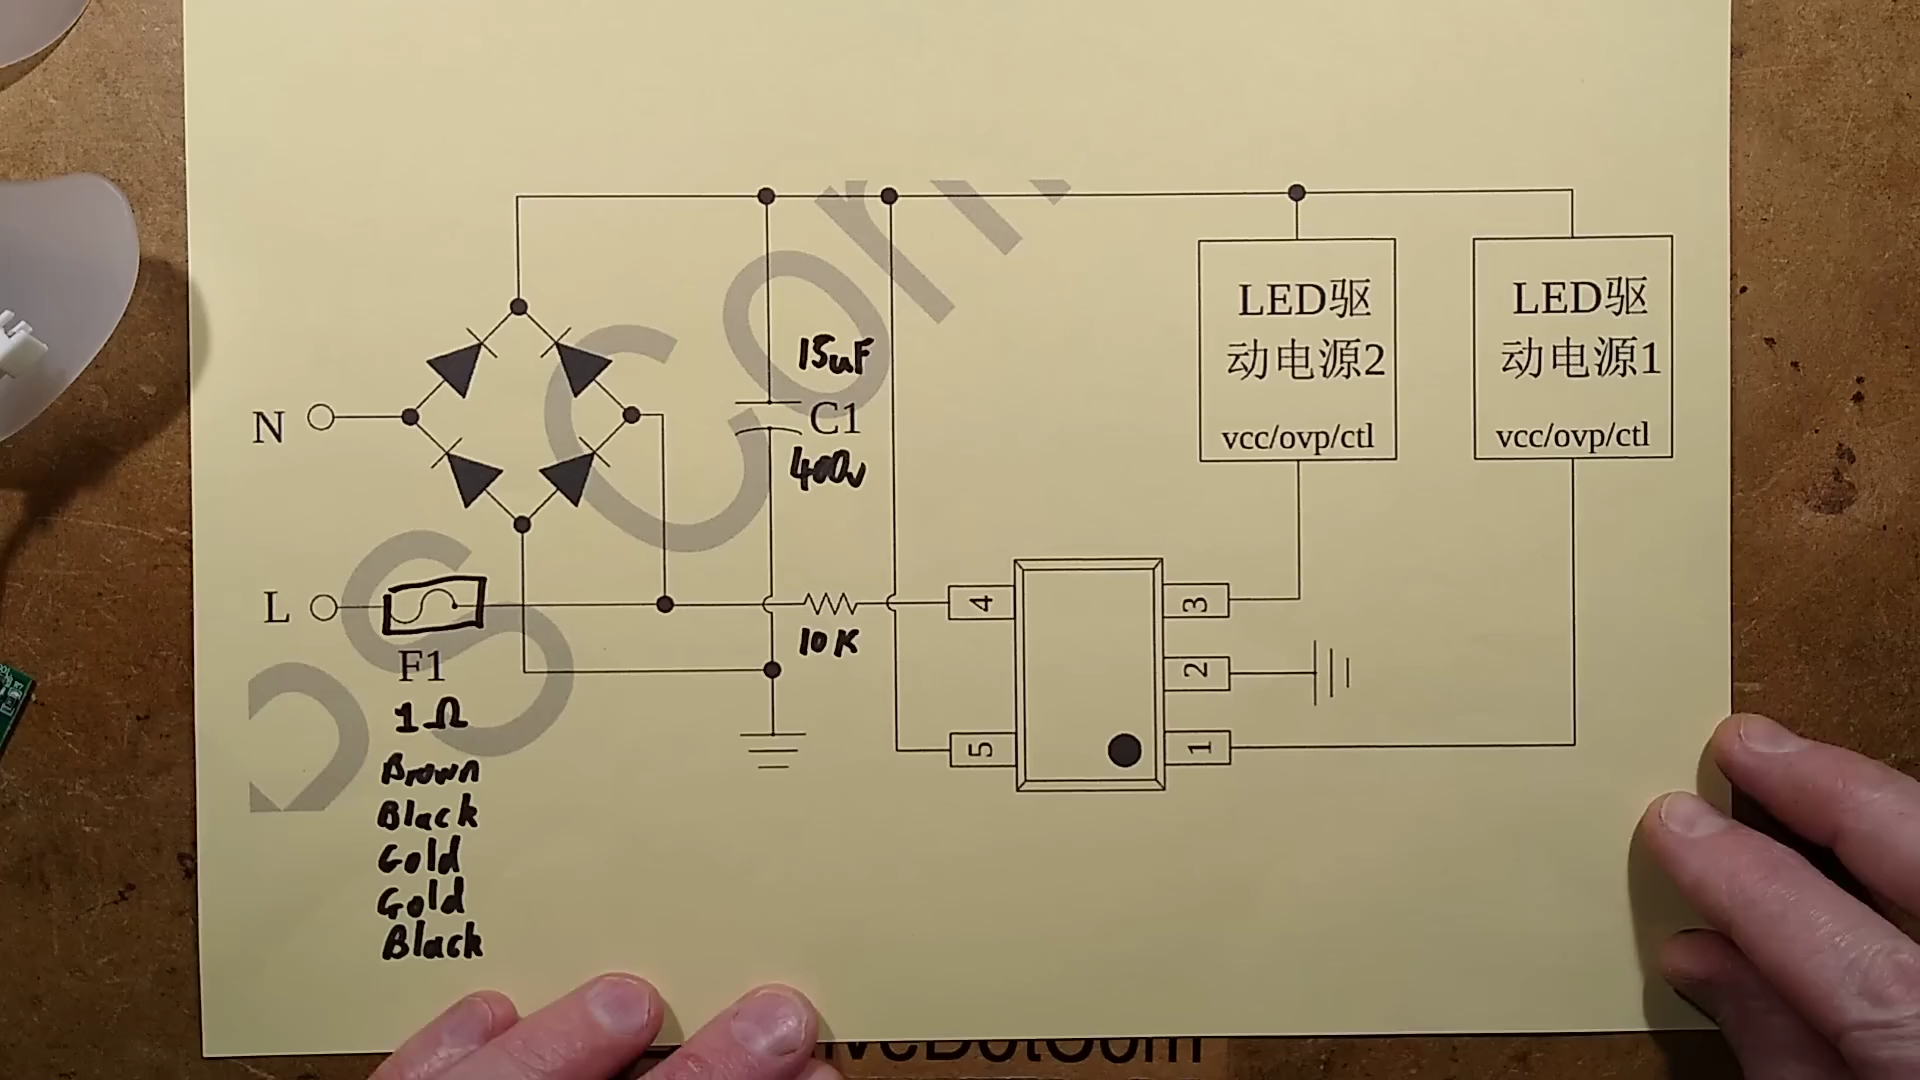 15uF
C1
400v
N
L
F1
1Ω
Brown
Black
Gold
Gold
Black
10K
LED驱
动电源2
vcc/ovp/ctl
LED驱
动电源1
vcc/ovp/ctl
4
5
3
2
1